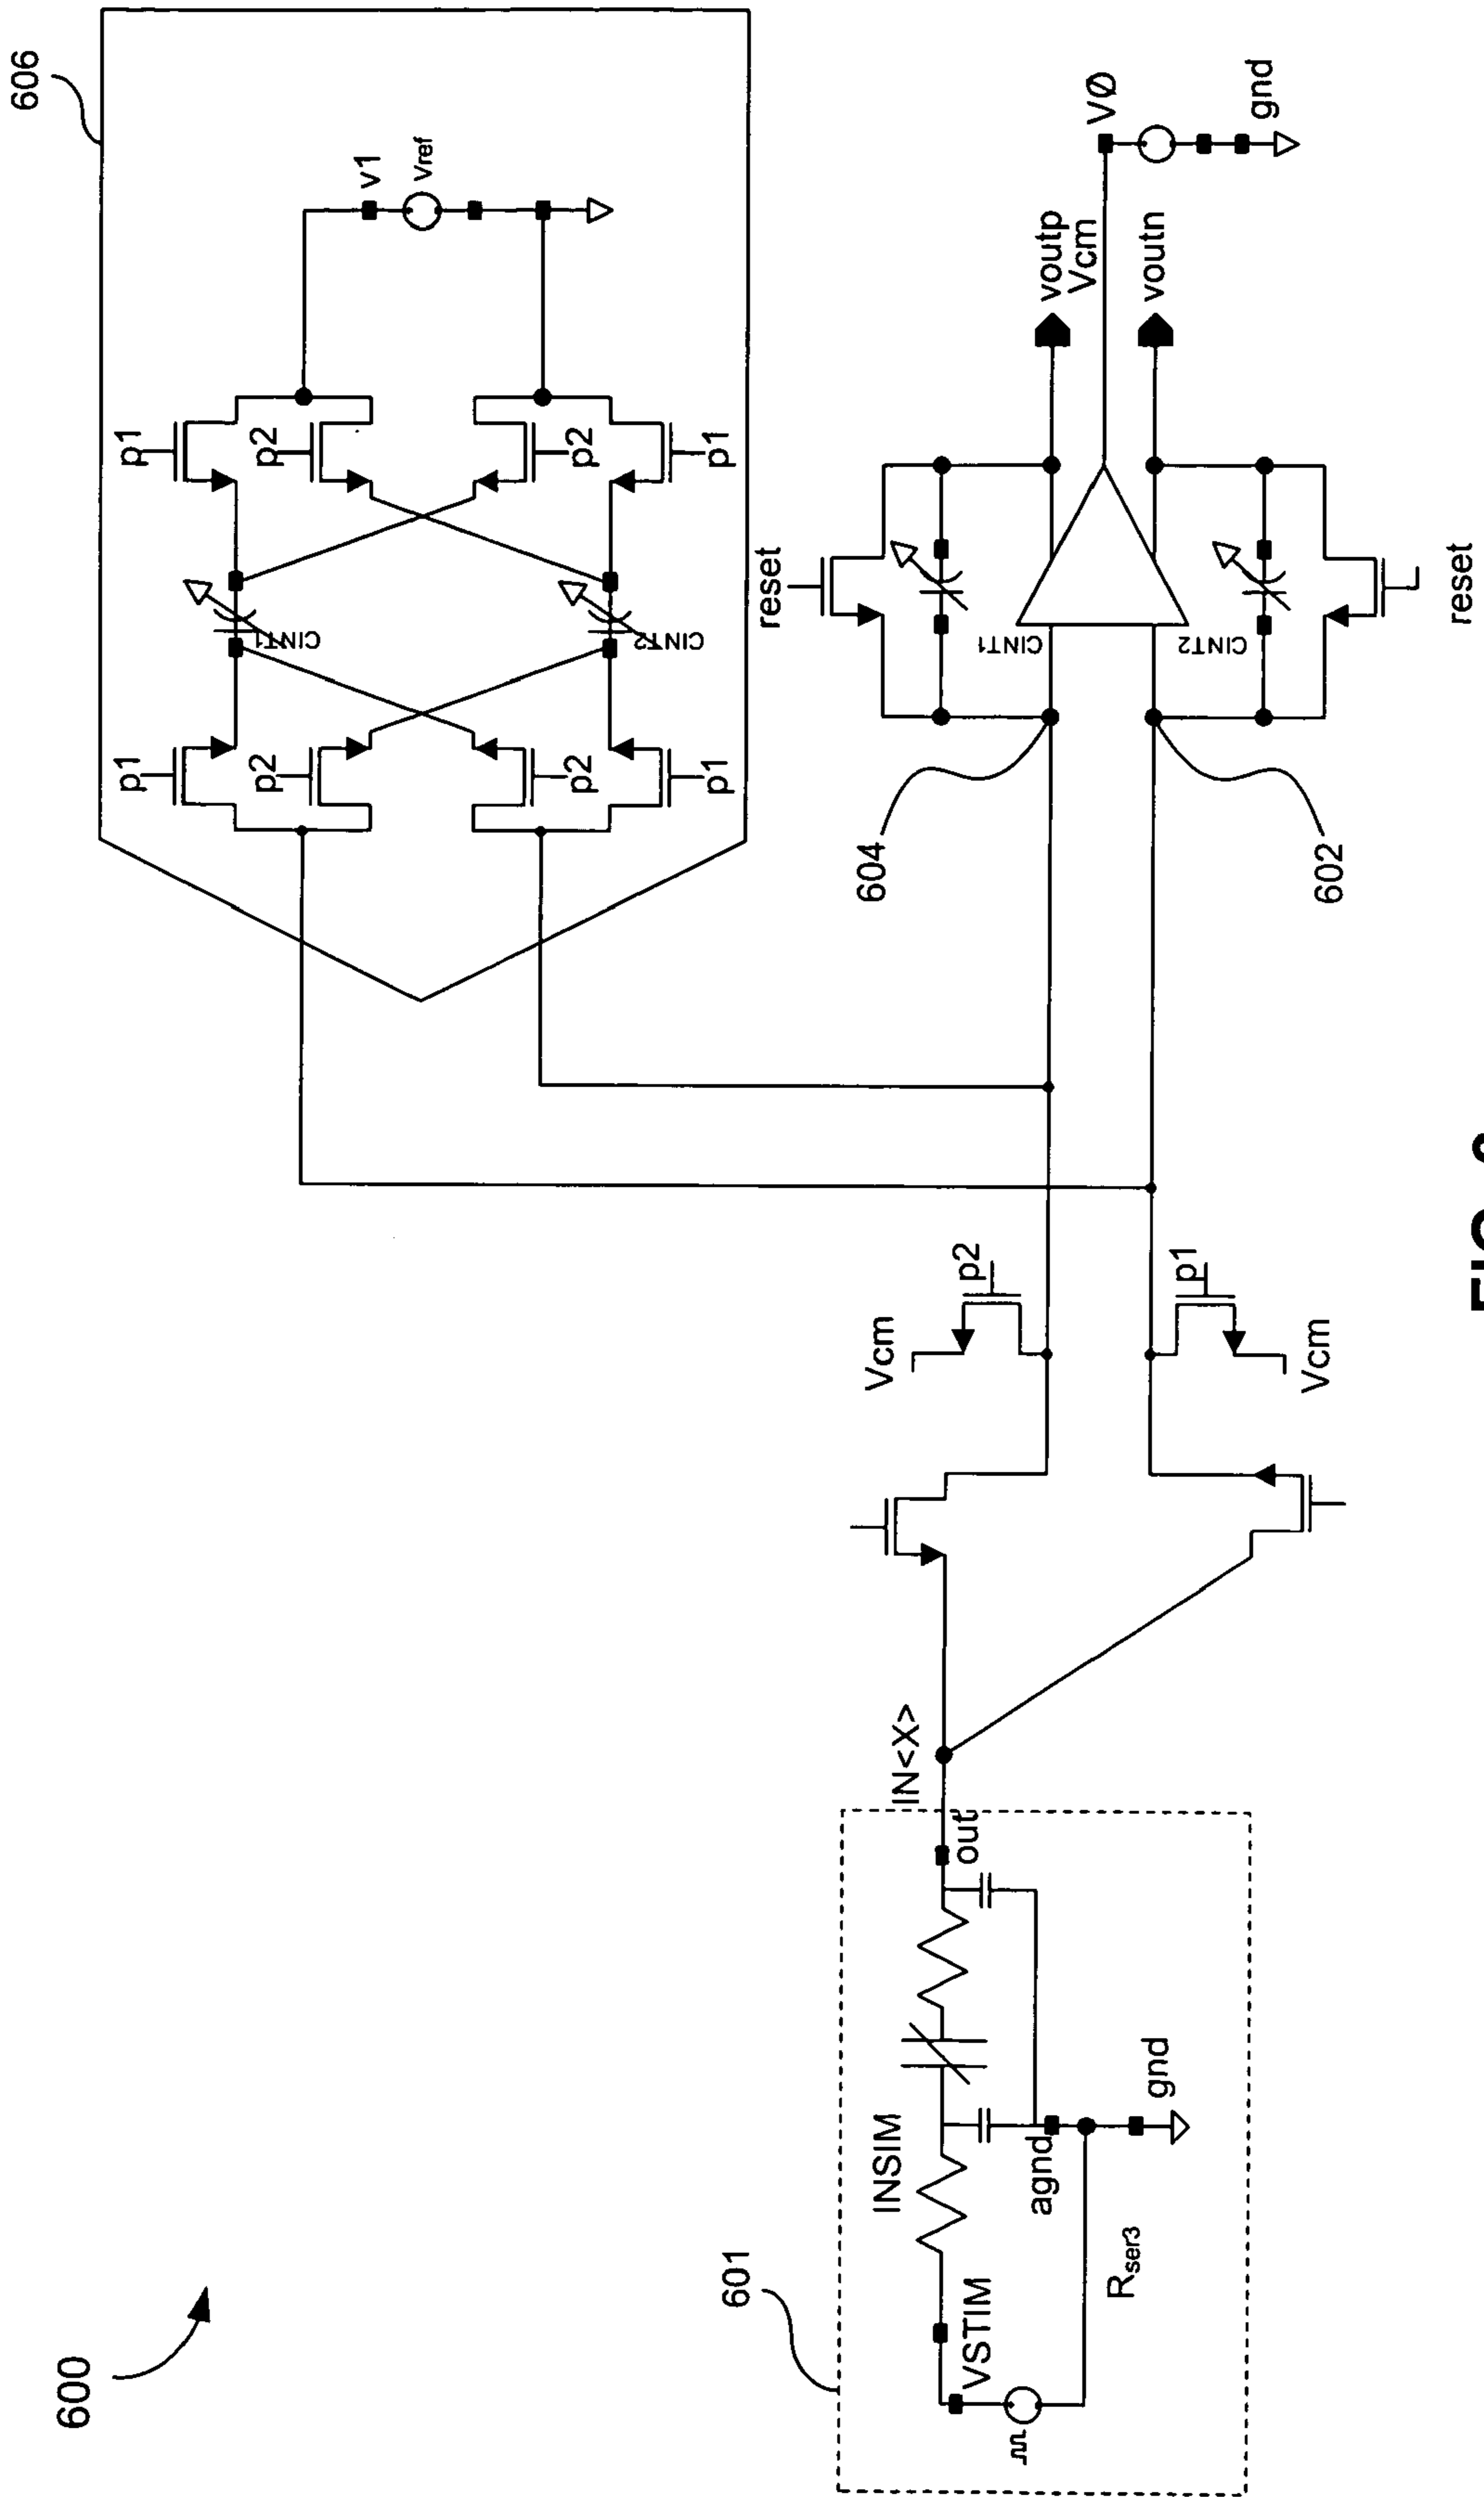 600
606
p1
p2
p2
p1
CINT1
CINT2
p1
p2
p2
p1
v1
Vref
reset
CINT1
CINT2
reset
604
602
voutp
Vcm
voutn
VØ
gnd
Vcm
p2
p1
Vcm
IN<X>
out
INSIM
agnd
gnd
VSTIM
Rser3
601